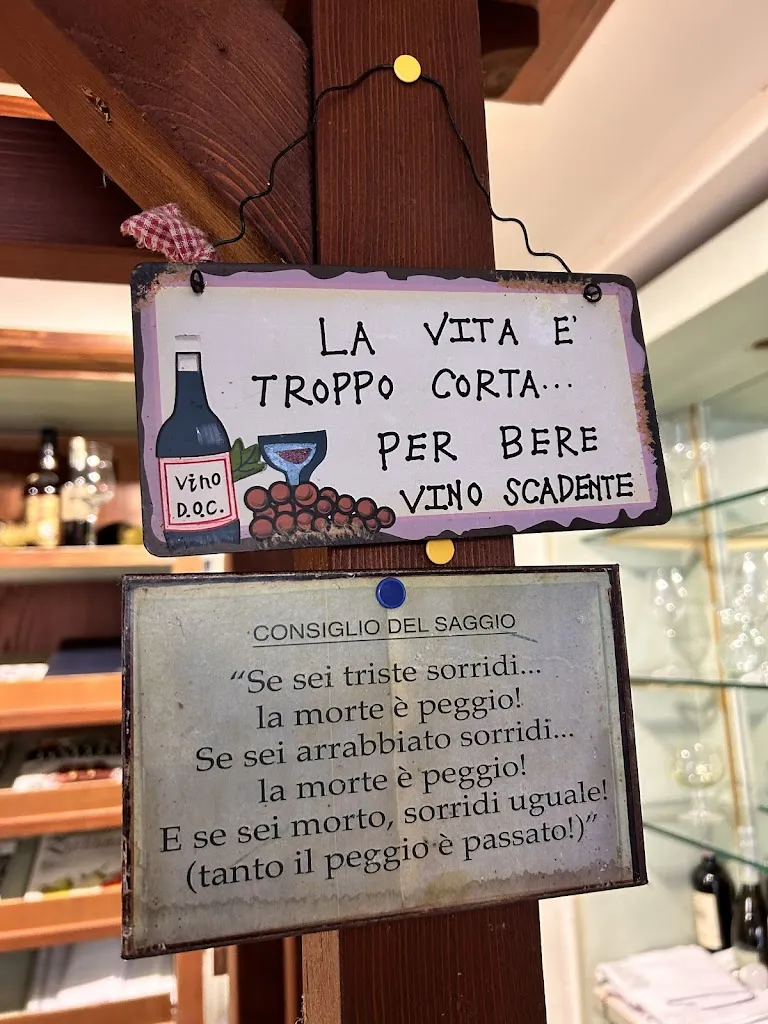 LA VITA E'
TROPPO CORTA...
PER BERE
VINO SCADENTE
Vino
D.O.C.
CONSIGLIO DEL SAGGIO
“Se sei triste sorridi...
la morte è peggio!
Se sei arrabbiato sorridi...
la morte è peggio!
E se sei morto, sorridi uguale!
(tanto il peggio è passato!)”